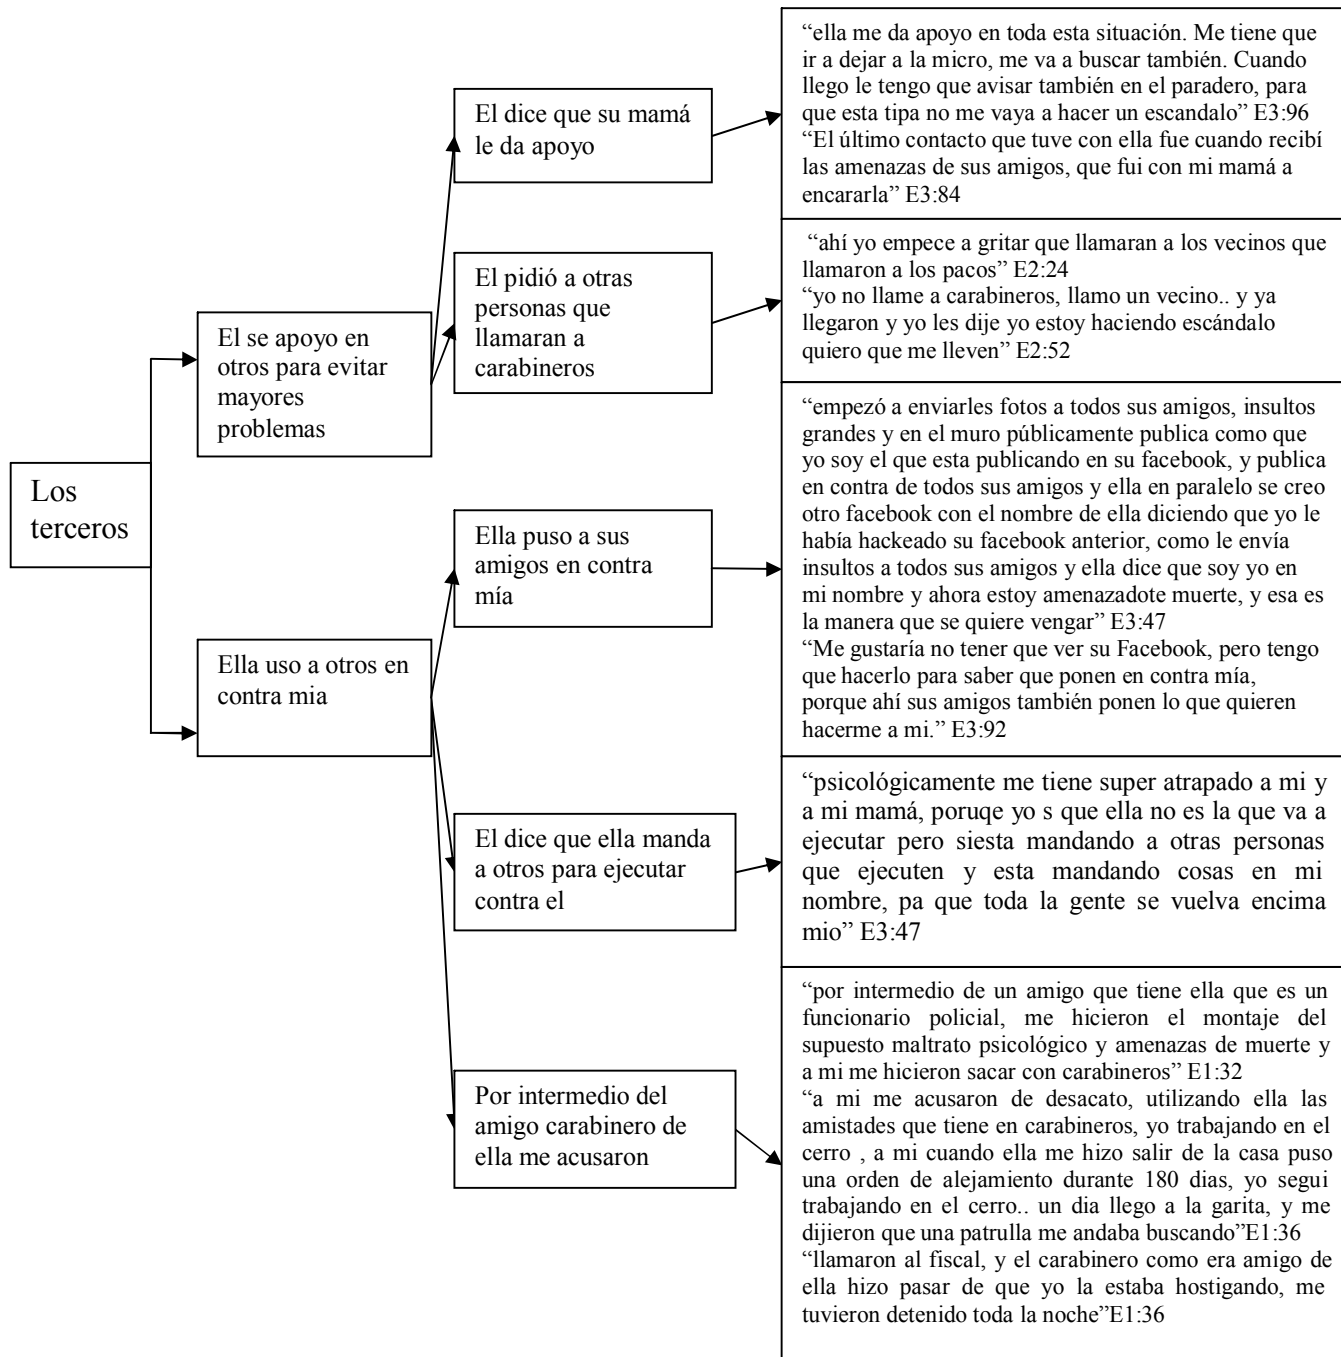 Los
terceros
El se apoyo en
otros para evitar
mayores
problemas
El dice que su mamá
le da apoyo
“ella me da apoyo en toda esta situación. Me tiene que
ir a dejar a la micro, me va a buscar también. Cuando
llego le tengo que avisar también en el paradero, para
que esta tipa no me vaya a hacer un escandalo” E3:96
“El último contacto que tuve con ella fue cuando recibí
las amenazas de sus amigos, que fui con mi mamá a
encararla” E3:84
El pidió a otras
personas que
llamaran a
carabineros
“ahí yo empece a gritar que llamaran a los vecinos que
llamaron a los pacos” E2:24
“yo no llame a carabineros, llamo un vecino.. y ya
llegaron y yo les dije yo estoy haciendo escándalo
quiero que me lleven” E2:52
Ella uso a otros en
contra mia
Ella puso a sus
amigos en contra
mía
“empezó a enviarles fotos a todos sus amigos, insultos
grandes y en el muro públicamente publica como que
yo soy el que esta publicando en su facebook, y publica
en contra de todos sus amigos y ella en paralelo se creo
otro facebook con el nombre de ella diciendo que yo le
había hackeado su facebook anterior, como le envía
insultos a todos sus amigos y ella dice que soy yo en
mi nombre y ahora estoy amenazadote muerte, y esa es
la manera que se quiere vengar” E3:47
“Me gustaría no tener que ver su Facebook, pero tengo
que hacerlo para saber que ponen en contra mía,
porque ahí sus amigos también ponen lo que quieren
hacerme a mi.” E3:92
El dice que ella manda
a otros para ejecutar
contra el
“psicológicamente me tiene super atrapado a mi y
a mi mamá, poruqe yo s que ella no es la que va a
ejecutar pero siesta mandando a otras personas
que ejecuten y esta mandando cosas en mi
nombre, pa que toda la gente se vuelva encima
mio” E3:47
Por intermedio del
amigo carabinero de
ella me acusaron
“por intermedio de un amigo que tiene ella que es un
funcionario policial, me hicieron el montaje del
supuesto maltrato psicológico y amenazas de muerte y
a mi me hicieron sacar con carabineros” E1:32
“a mi me acusaron de desacato, utilizando ella las
amistades que tiene en carabineros, yo trabajando en el
cerro , a mi cuando ella me hizo salir de la casa puso
una orden de alejamiento durante 180 dias, yo segui
trabajando en el cerro.. un dia llego a la garita, y me
dijieron que una patrulla me andaba buscando”E1:36
“llamaron al fiscal, y el carabinero como era amigo de
ella hizo pasar de que yo la estaba hostigando, me
tuvieron detenido toda la noche”E1:36